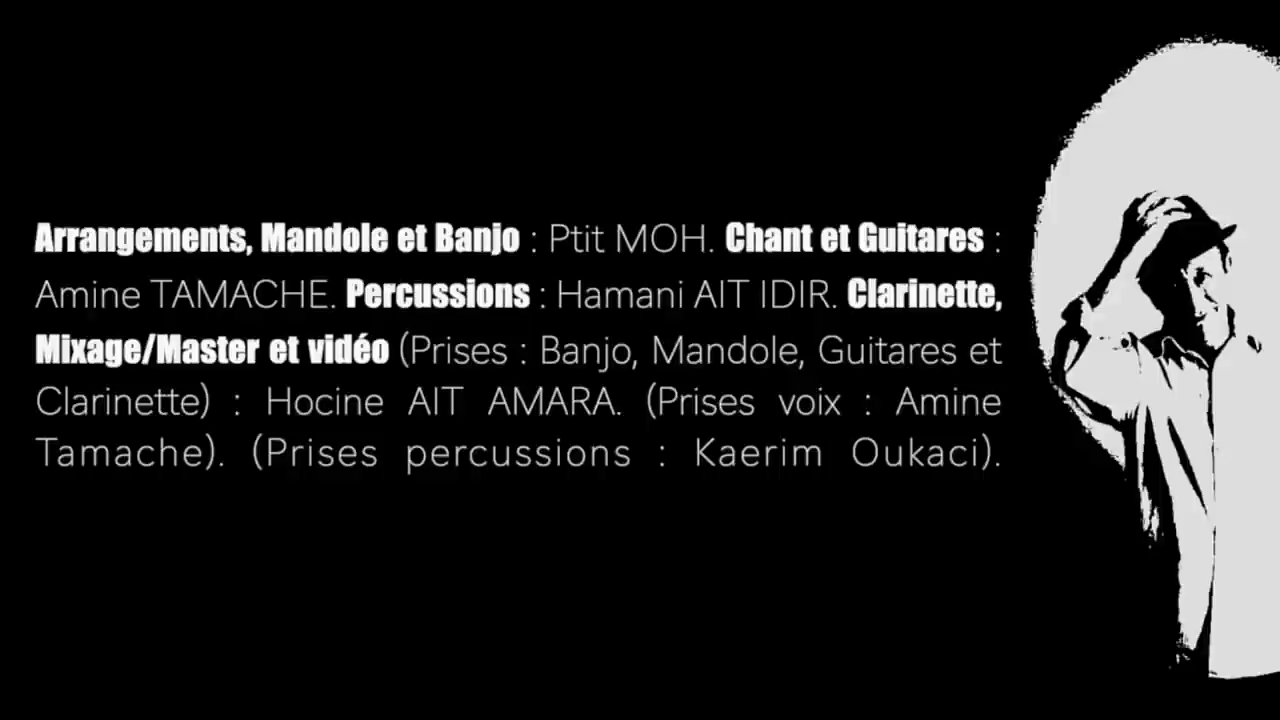 Arrangements, Mandole et Banjo : Ptit MOH. Chant et Guitares :
Amine TAMACHE. Percussions : Hamani AIT IDIR. Clarinette,
Mixage/Master et vidéo (Prises : Banjo, Mandole, Guitares et
Clarinette) : Hocine AIT AMARA. (Prises voix : Amine
Tamache). (Prises percussions : Kaerim Oukaci).